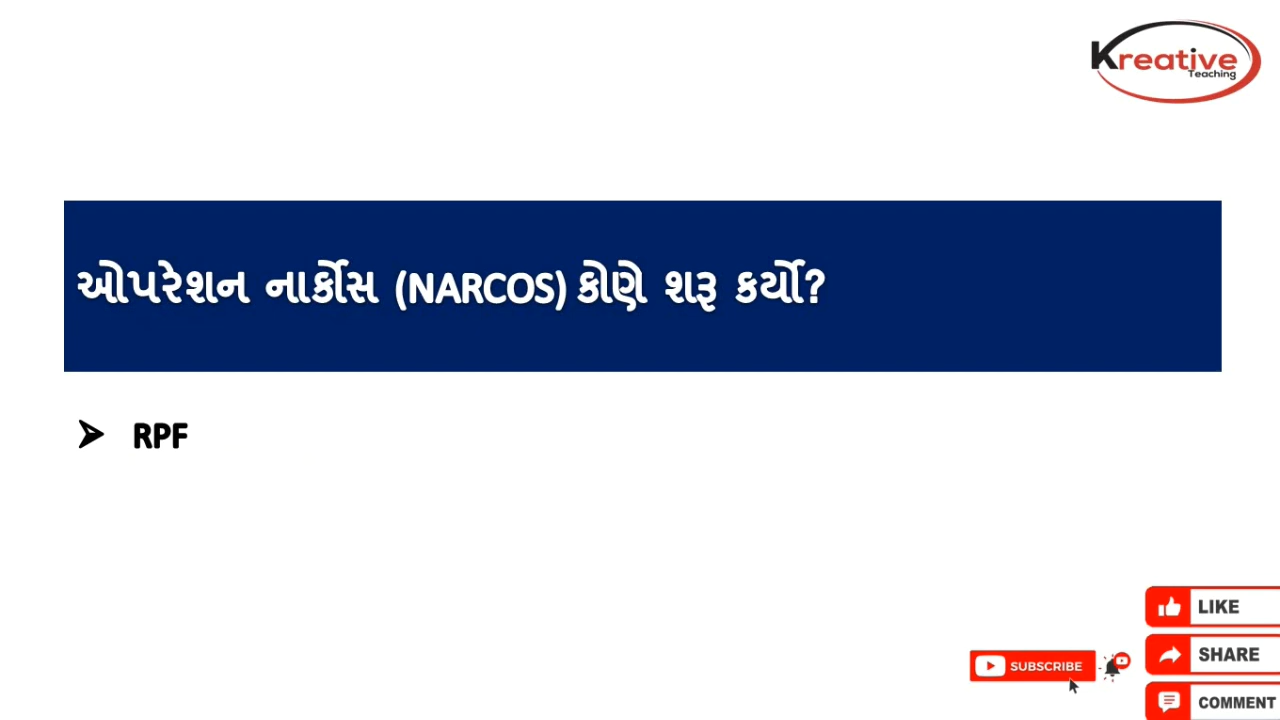 Kreative
Teaching
ઓપરેશન નાર્કોસ (NARCOS) કોણે શરૂ કર્યો?
➢ RPF
LIKE
SHARE
SUBSCRIBE
COMMENT